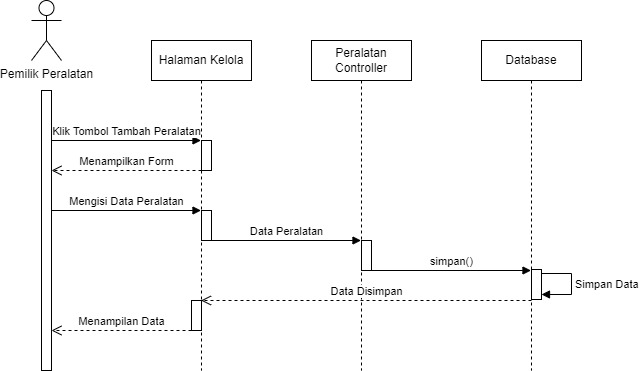 Pemilik Peralatan
Halaman Kelola
Peralatan
Controller
Database
Klik Tombol Tambah Peralatan
Menampilkan Form
Mengisi Data Peralatan
Data Peralatan
simpan()
Simpan Data
Data Disimpan
Menampilan Data